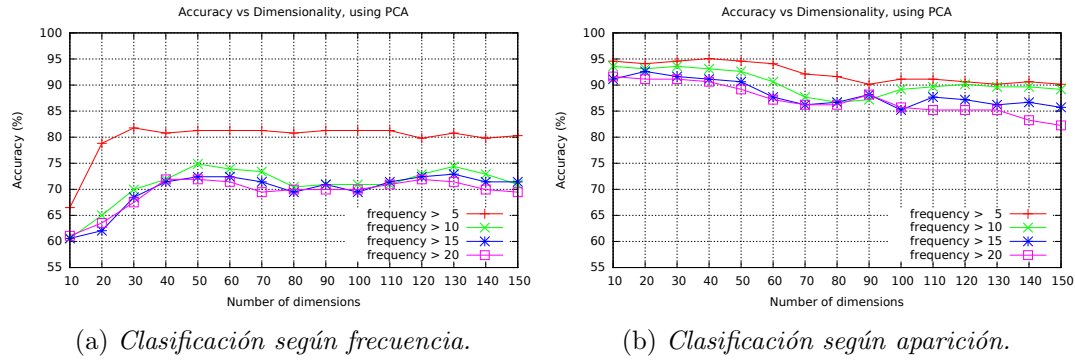 Accuracy vs Dimensionality, using PCA
100
95
90
85
80
75
70
65
60
55
Accuracy (%)
frequency > 5
frequency > 10
frequency > 15
frequency > 20
10 20 30 40 50 60 70 80 90 100 110 120 130 140 150
Number of dimensions
(a) Clasificación según frecuencia.
Accuracy vs Dimensionality, using PCA
100
95
90
85
80
75
70
65
60
55
Accuracy (%)
frequency > 5
frequency > 10
frequency > 15
frequency > 20
10 20 30 40 50 60 70 80 90 100 110 120 130 140 150
Number of dimensions
(b) Clasificación según aparición.